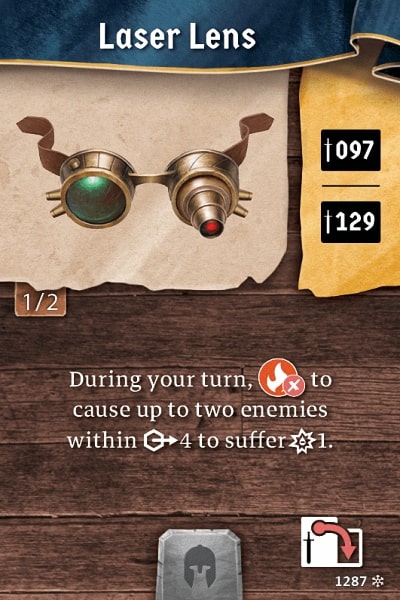 Laser Lens
097
129
1/2
During your turn, to
cause up to two enemies
within 4 to suffer 1.
1287